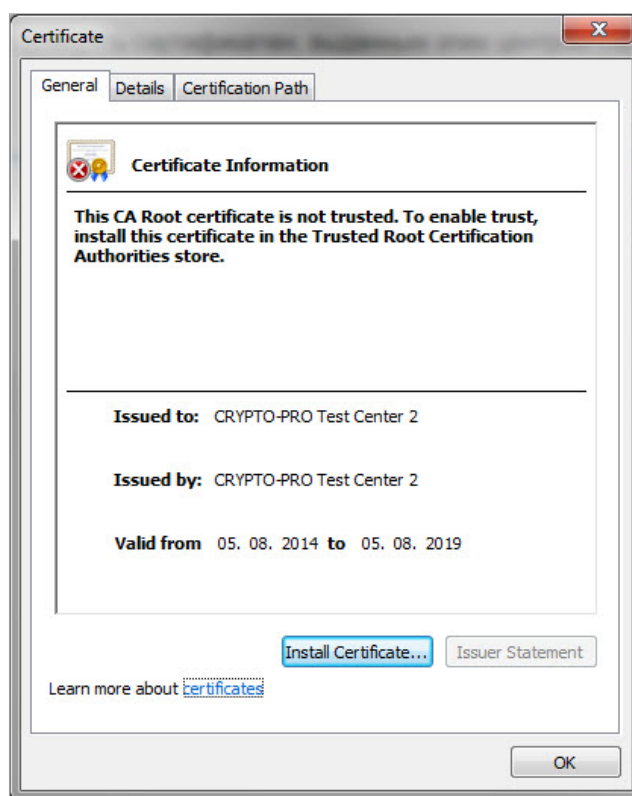 Certificate
General Details Certification Path
Certificate Information
This CA Root certificate is not trusted. To enable trust,
install this certificate in the Trusted Root Certification
Authorities store.
Issued to: CRYPTO-PRO Test Center 2
Issued by: CRYPTO-PRO Test Center 2
Valid from 05. 08. 2014 to 05. 08. 2019
Install Certificate... Issuer Statement
Learn more about certificates
OK